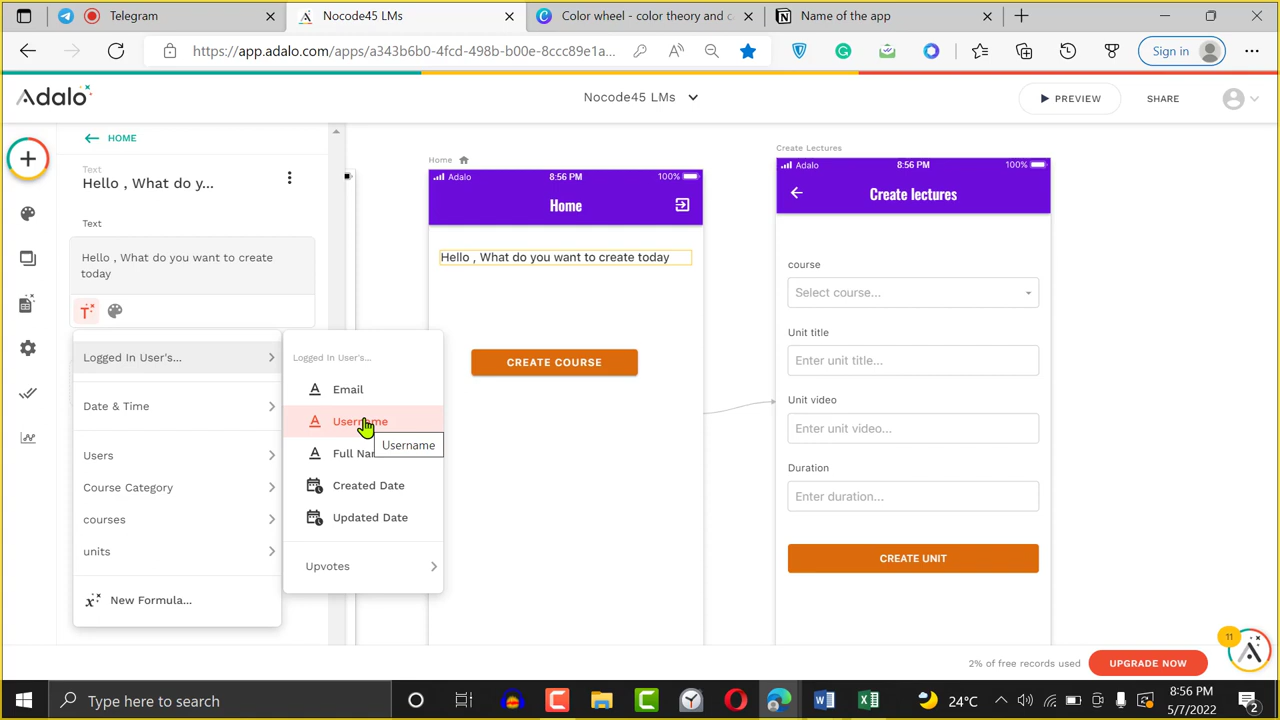 Telegram
Nocode45 LMs
Color wheel - color theory and c
Name of the app
https://app.adalo.com/apps/a343b6b0-4fcd-498b-b00e-8ccc89e1a...
Sign in
Adalo
Nocode45 LMs
PREVIEW
SHARE
HOME
Text
Hello , What do y...
Text
Hello , What do you want to create
today
Logged In User's...
Date & Time
Users
Course Category
courses
units
New Formula...
Logged In User's...
Email
Username
Username
Full Na
Created Date
Updated Date
Upvotes
Home
Adalo 8:56 PM 100%
Home
Hello , What do you want to create today
CREATE COURSE
Create Lectures
Adalo 8:56 PM 100%
Create lectures
course
Select course...
Unit title
Enter unit title...
Unit video
Enter unit video...
Duration
Enter duration...
CREATE UNIT
11
2% of free records used
UPGRADE NOW
Type here to search
24°C
8:56 PM
5/7/2022
2